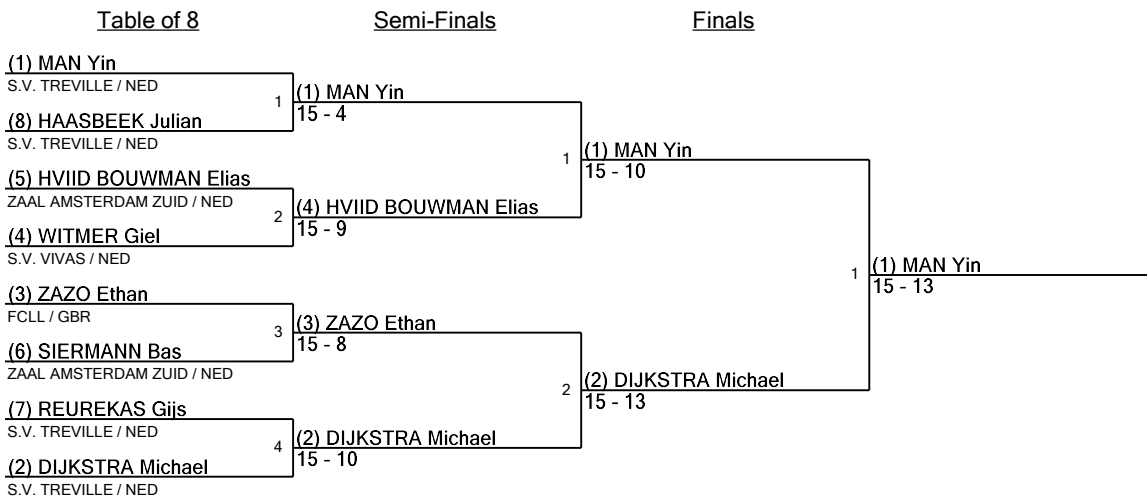 Table of 8
Semi-Finals
Finals
(1) MAN Yin
S.V. TREVILLE / NED
1
(8) HAASBEEK Julian
S.V. TREVILLE / NED
(5) HVIID BOUWMAN Elias
ZAAL AMSTERDAM ZUID / NED
2
(4) WITMER Giel
S.V. VIVAS / NED
(3) ZAZO Ethan
FCLL / GBR
3
(6) SIERMANN Bas
ZAAL AMSTERDAM ZUID / NED
(7) REUREKAS Gijs
S.V. TREVILLE / NED
4
(2) DIJKSTRA Michael
S.V. TREVILLE / NED
(1) MAN Yin
15 - 4
1
(4) HVIID BOUWMAN Elias
15 - 9
(3) ZAZO Ethan
15 - 8
2
(2) DIJKSTRA Michael
15 - 10
(1) MAN Yin
15 - 10
1
(2) DIJKSTRA Michael
15 - 13
(1) MAN Yin
15 - 13